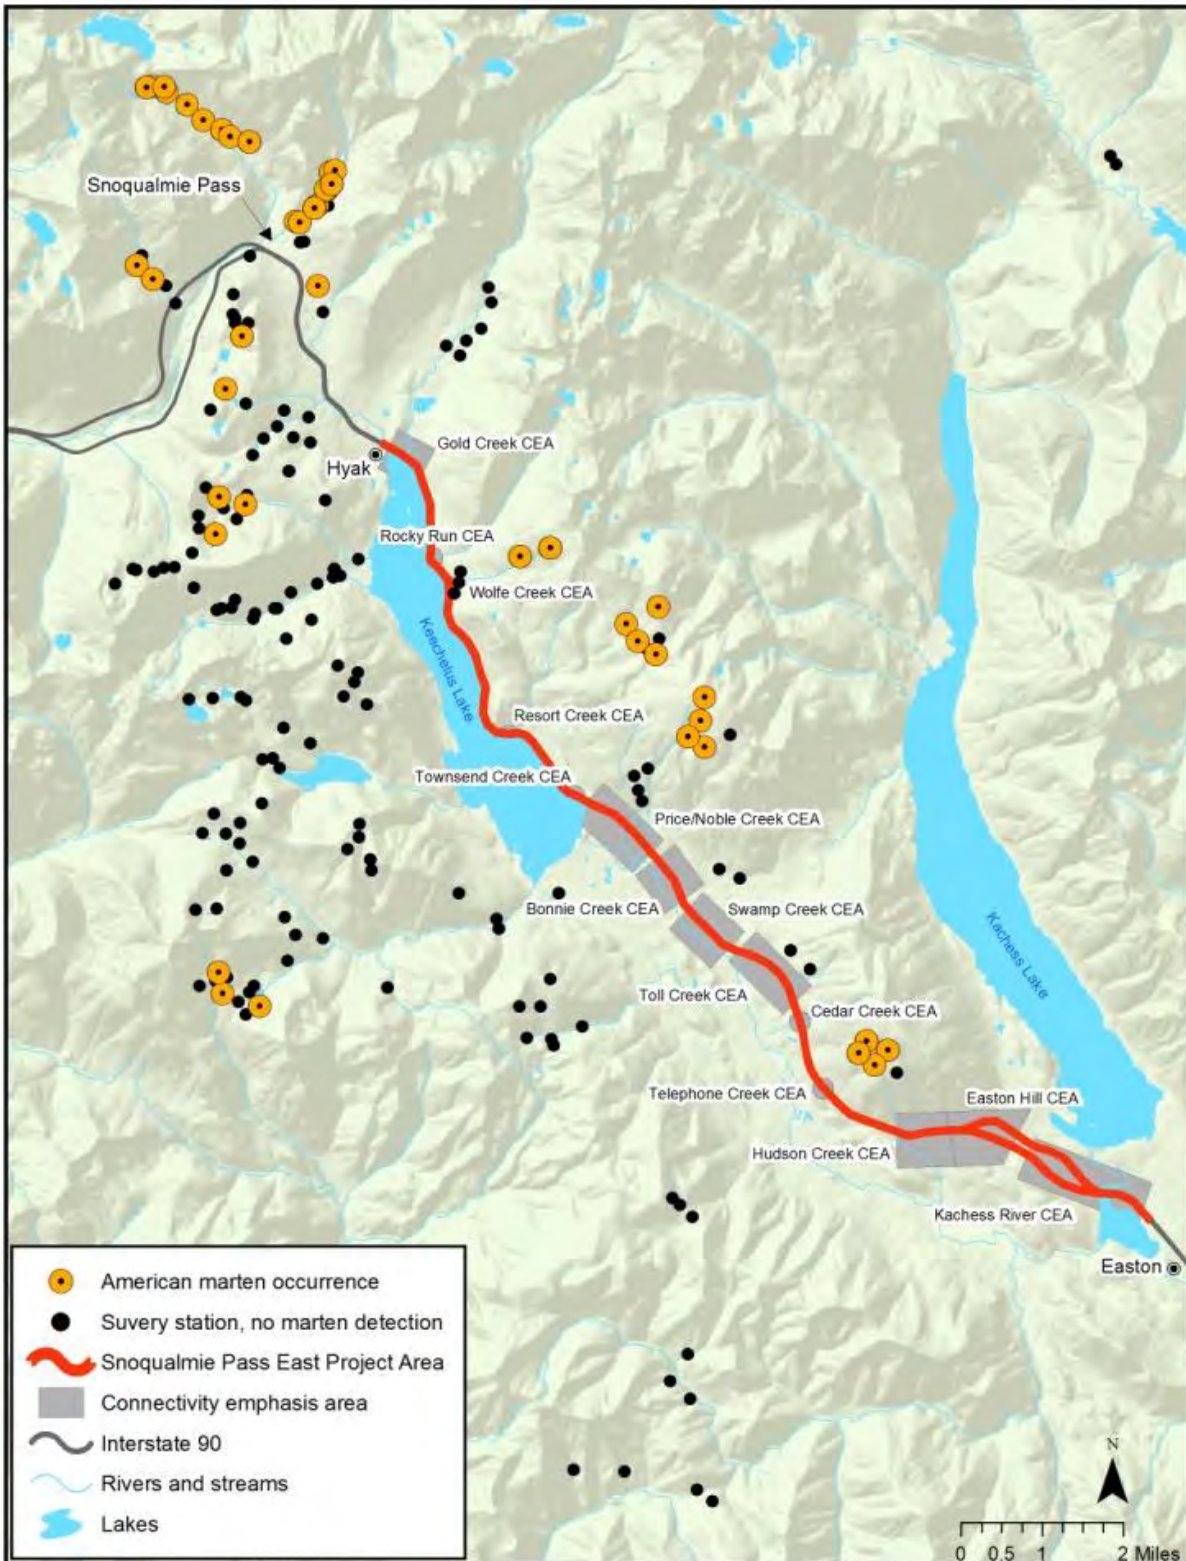 Snoqualmie Pass
Gold Creek CEA
Hyak
Rocky Run CEA
Wolfe Creek CEA
Keechelus Lake
Resort Creek CEA
Townsend Creek CEA
Price/Noble Creek CEA
Bonnie Creek CEA
Swamp Creek CEA
Kachess Lake
Toll Creek CEA
Cedar Creek CEA
Telephone Creek CEA
Easton Hill CEA
Hudson Creek CEA
Kachess River CEA
Easton
American marten occurrence
Suvery station, no marten detection
Snoqualmie Pass East Project Area
Connectivity emphasis area
Interstate 90
Rivers and streams
Lakes
N
0 0.5 1 2 Miles